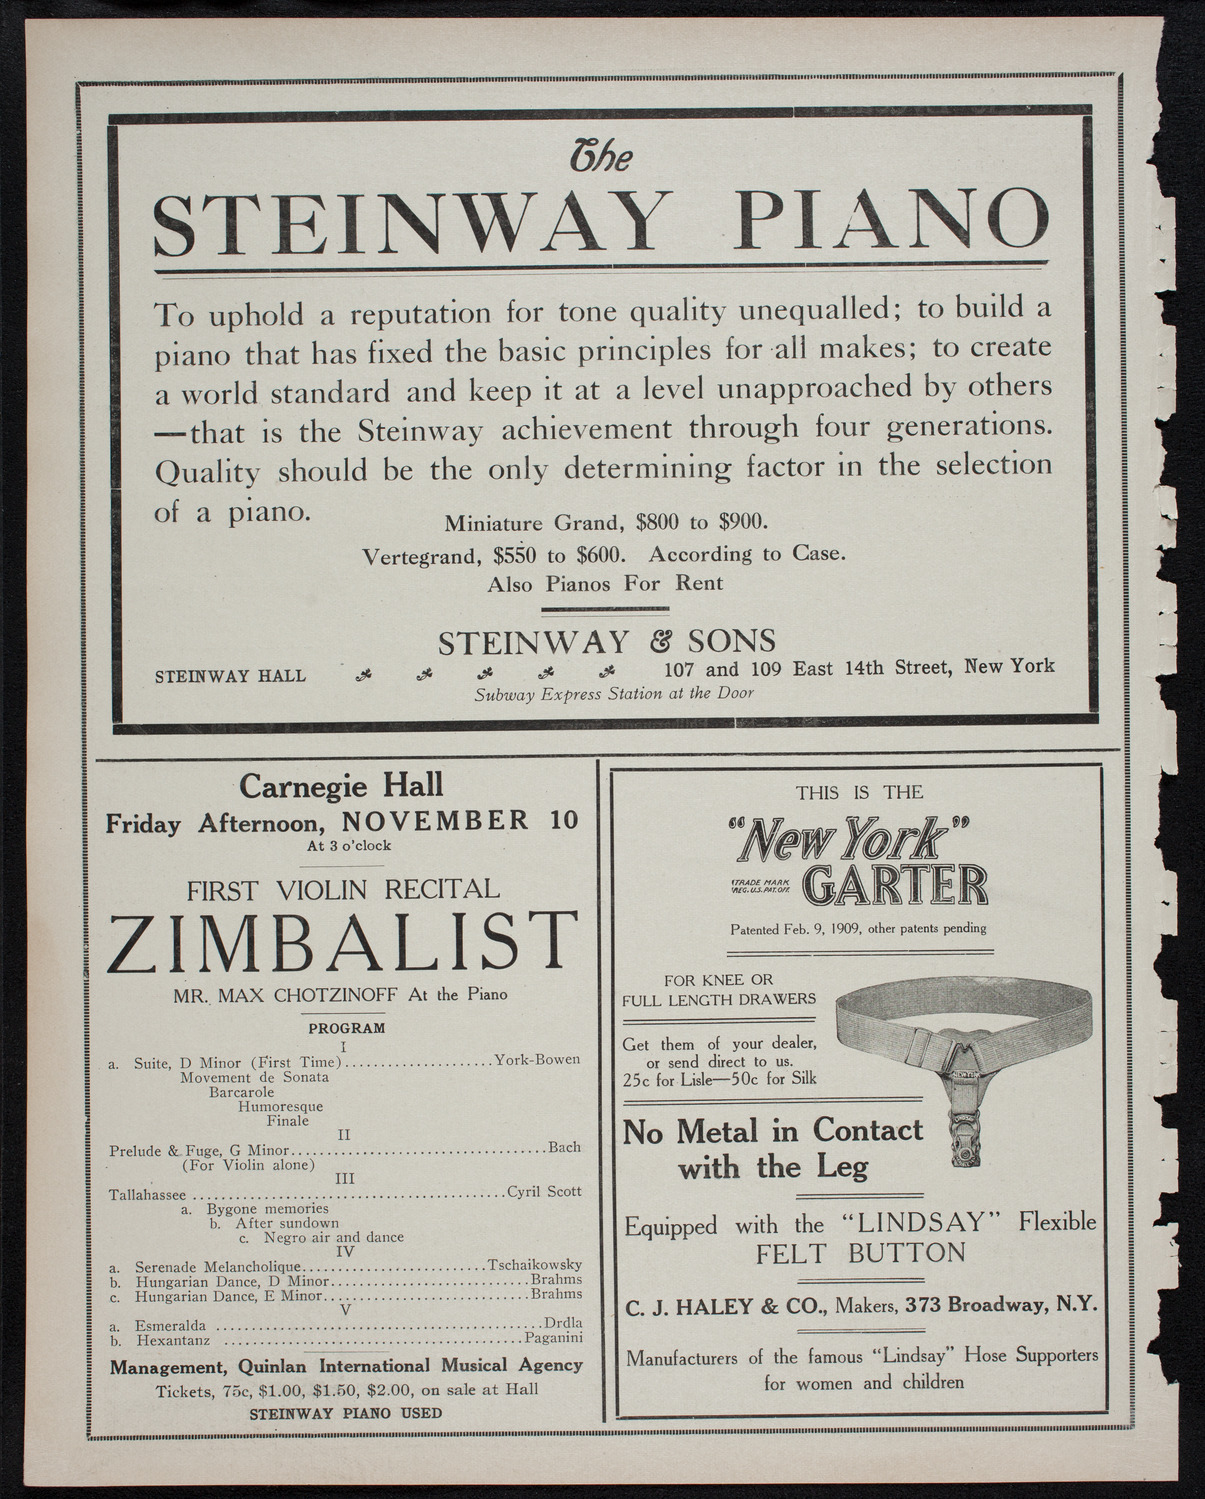 The
STEINWAY PIANO
To uphold a reputation for tone quality unequalled; to build a
piano that has fixed the basic principles for all makes; to create
a world standard and keep it at a level unapproached by others
—that is the Steinway achievement through four generations.
Quality should be the only determining factor in the selection
of a piano.
Miniature Grand, $800 to $900.
Vertegrand, $550 to $600. According to Case.
Also Pianos For Rent
STEINWAY & SONS
STEINWAY HALL 107 and 109 East 14th Street, New York
Subway Express Station at the Door
Carnegie Hall
Friday Afternoon, NOVEMBER 10
At 3 o'clock
FIRST VIOLIN RECITAL
ZIMBALIST
MR. MAX CHOTZINOFF At the Piano
PROGRAM
I
a. Suite, D Minor (First Time)....................York-Bowen
Movement de Sonata
Barcarole
Humoresque
Finale
II
Prelude & Fuge, G Minor...................................Bach
(For Violin alone)
III
Tallahassee ..........................................Cyril Scott
a. Bygone memories
b. After sundown
c. Negro air and dance
IV
a. Serenade Melancholique.........................Tschaikowsky
b. Hungarian Dance, D Minor...........................Brahms
c. Hungarian Dance, E Minor............................Brahms
V
a. Esmeralda .............................................Drdla
b. Hexantanz .........................................Paganini
Management, Quinlan International Musical Agency
Tickets, 75c, $1.00, $1.50, $2.00, on sale at Hall
STEINWAY PIANO USED
THIS IS THE
"New York"
TRADE MARK
REG. U.S. PAT. OFF.
GARTER
Patented Feb. 9, 1909, other patents pending
FOR KNEE OR
FULL LENGTH DRAWERS
Get them of your dealer,
or send direct to us.
25c for Lisle—50c for Silk
No Metal in Contact
with the Leg
Equipped with the "LINDSAY" Flexible
FELT BUTTON
C. J. HALEY & CO., Makers, 373 Broadway, N.Y.
Manufacturers of the famous "Lindsay" Hose Supporters
for women and children